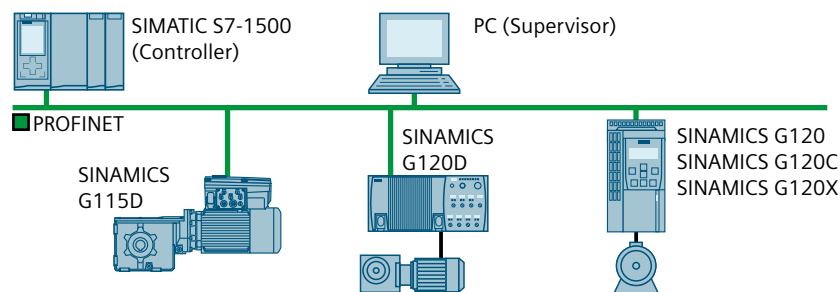 SIMATIC S7-1500
(Controller)
PC (Supervisor)
PROFINET
SINAMICS
G115D
SINAMICS
G120D
SINAMICS G120
SINAMICS G120C
SINAMICS G120X